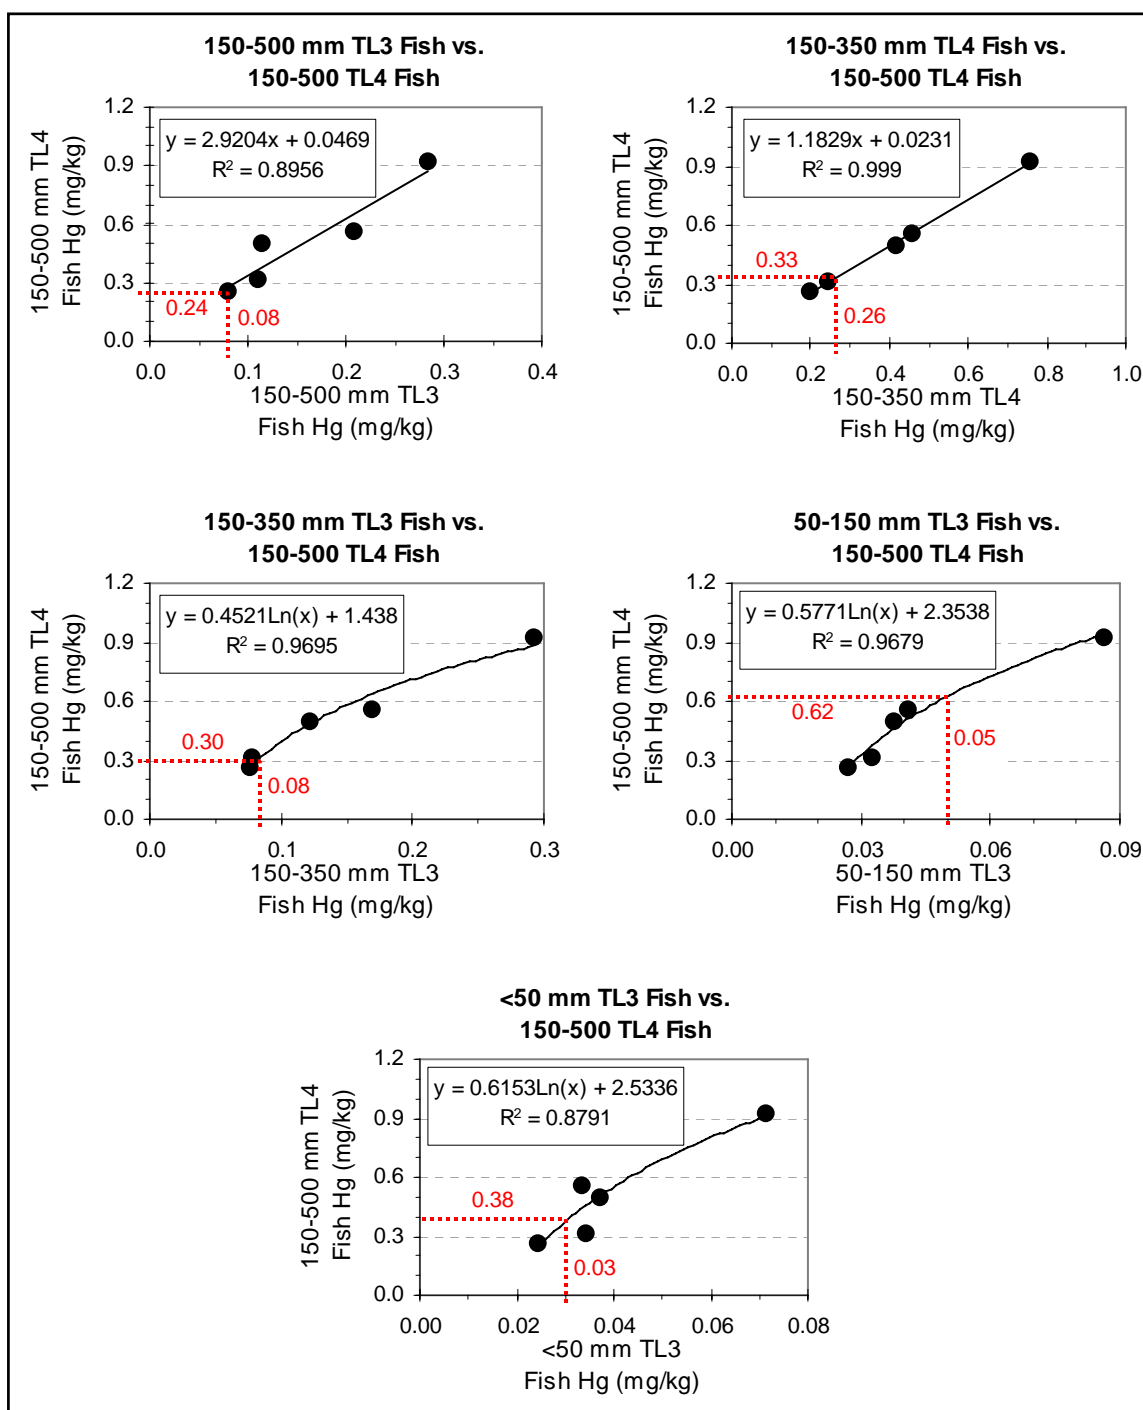 150-500 mm TL3 Fish vs.
150-500 TL4 Fish
150-500 mm TL4
Fish Hg (mg/kg)
1.2
0.9
0.6
0.3
0.0
y = 2.9204x + 0.0469
R² = 0.8956
0.24
0.08
0.0 0.1 0.2 0.3 0.4
150-500 mm TL3
Fish Hg (mg/kg)
150-350 mm TL4 Fish vs.
150-500 TL4 Fish
150-500 mm TL4
Fish Hg (mg/kg)
1.2
0.9
0.6
0.3
0.0
y = 1.1829x + 0.0231
R² = 0.999
0.33
0.26
0.0 0.2 0.4 0.6 0.8 1.0
150-350 mm TL4
Fish Hg (mg/kg)
150-350 mm TL3 Fish vs.
150-500 TL4 Fish
150-500 mm TL4
Fish Hg (mg/kg)
1.2
0.9
0.6
0.3
0.0
y = 0.4521Ln(x) + 1.438
R² = 0.9695
0.30
0.08
0.0 0.1 0.2 0.3
150-350 mm TL3
Fish Hg (mg/kg)
50-150 mm TL3 Fish vs.
150-500 TL4 Fish
150-500 mm TL4
Fish Hg (mg/kg)
1.2
0.9
0.6
0.3
0.0
y = 0.5771Ln(x) + 2.3538
R² = 0.9679
0.62
0.05
0.00 0.03 0.06 0.09
50-150 mm TL3
Fish Hg (mg/kg)
<50 mm TL3 Fish vs.
150-500 TL4 Fish
150-500 mm TL4
Fish Hg (mg/kg)
1.2
0.9
0.6
0.3
0.0
y = 0.6153Ln(x) + 2.5336
R² = 0.8791
0.38
0.03
0.00 0.02 0.04 0.06 0.08
<50 mm TL3
Fish Hg (mg/kg)